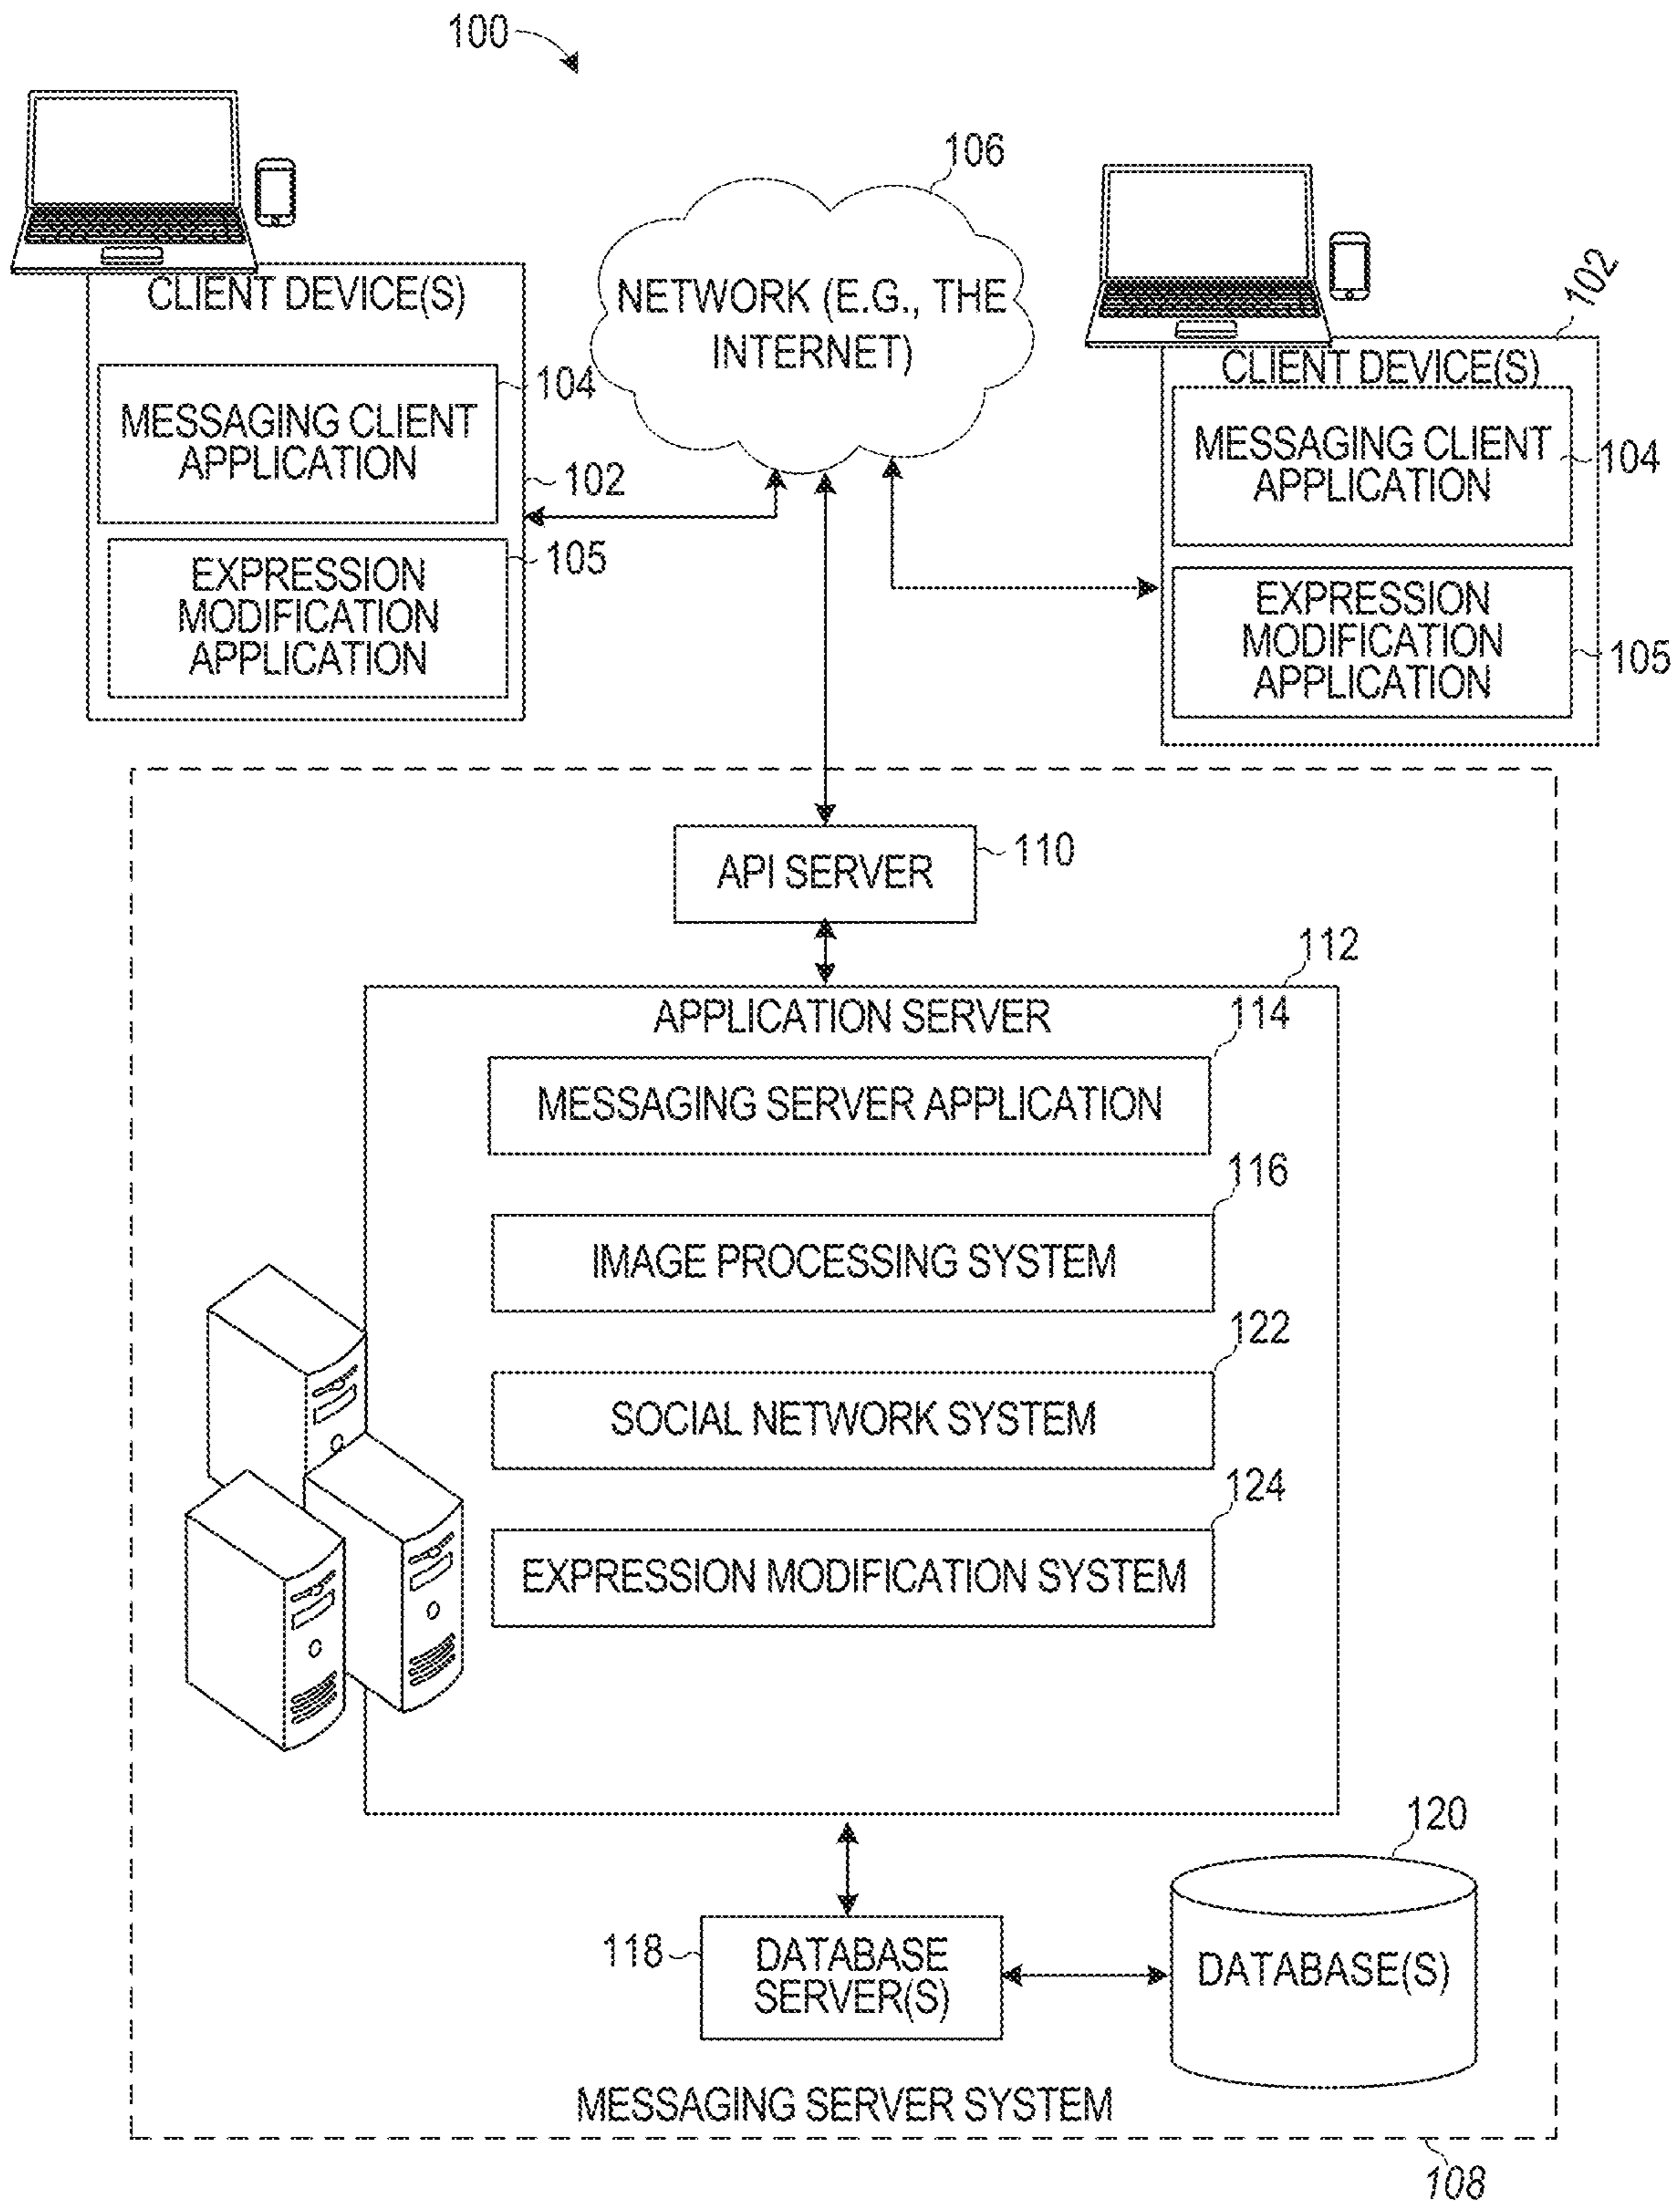 100
106
NETWORK (E.G., THE
INTERNET)
CLIENT DEVICE(S)
104
MESSAGING CLIENT
APPLICATION
102
105
EXPRESSION
MODIFICATION
APPLICATION
102
CLIENT DEVICE(S)
MESSAGING CLIENT
APPLICATION
104
EXPRESSION
MODIFICATION
APPLICATION
105
API SERVER
110
112
APPLICATION SERVER
114
MESSAGING SERVER APPLICATION
116
IMAGE PROCESSING SYSTEM
122
SOCIAL NETWORK SYSTEM
124
EXPRESSION MODIFICATION SYSTEM
120
118
DATABASE
SERVER(S)
DATABASE(S)
MESSAGING SERVER SYSTEM
108